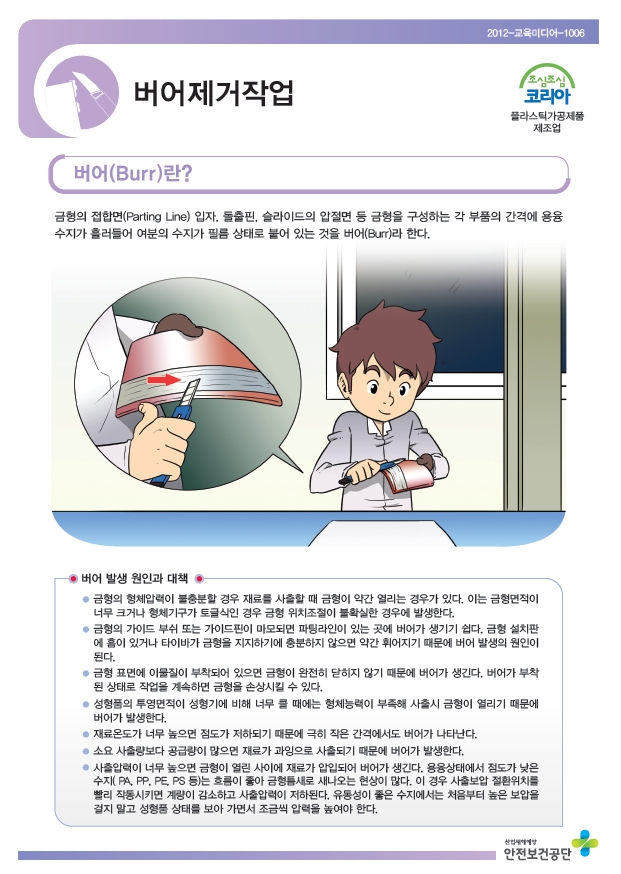 2012-교육미디어-1006
버어제거작업
조심조심
코리아
플라스틱가공제품
제조업
버어(Burr)란?
금형의 접합면(Parting Line) 입자, 돌출핀, 슬라이드의 압절면 등 금형을 구성하는 각 부품의 간격에 용융
수지가 흘러들어 여분의 수지가 필름 상태로 붙어 있는 것을 버어(Burr)라 한다.
버어 발생 원인과 대책
금형의 형체압력이 불충분할 경우 재료를 사출할 때 금형이 약간 열리는 경우가 있다. 이는 금형면적이
너무 크거나 형체기구가 토글식인 경우 금형 위치조절이 불확실한 경우에 발생한다.
금형의 가이드 부쉬 또는 가이드핀이 마모되면 파팅라인이 있는 곳에 버어가 생기기 쉽다. 금형 설치판
에 흠이 있거나 타이바가 금형을 지지하기에 충분하지 않으면 약간 휘어지기 때문에 버어 발생의 원인이
된다.
금형 표면에 이물질이 부착되어 있으면 금형이 완전히 닫히지 않기 때문에 버어가 생긴다. 버어가 부착
된 상태로 작업을 계속하면 금형을 손상시킬 수 있다.
성형품의 투영면적이 성형기에 비해 너무 클 때에는 형체능력이 부족해 사출시 금형이 열리기 때문에
버어가 발생한다.
재료온도가 너무 높으면 점도가 저하되기 때문에 극히 작은 간격에서도 버어가 나타난다.
소요 사출량보다 공급량이 많으면 재료가 과잉으로 사출되기 때문에 버어가 발생한다.
사출압력이 너무 높으면 금형이 열린 사이에 재료가 압입되어 버어가 생긴다. 용융상태에서 점도가 낮은
수지( PA, PP, PE, PS 등)는 흐름이 좋아 금형틈새로 새나오는 현상이 많다. 이 경우 사출보압 절환위치를
빨리 작동시키면 계량이 감소하고 사출압력이 저하된다. 유동성이 좋은 수지에서는 처음부터 높은 보압을
걸지 말고 성형품 상태를 보아 가면서 조금씩 압력을 높여야 한다.
산업재해예방
안전보건공단